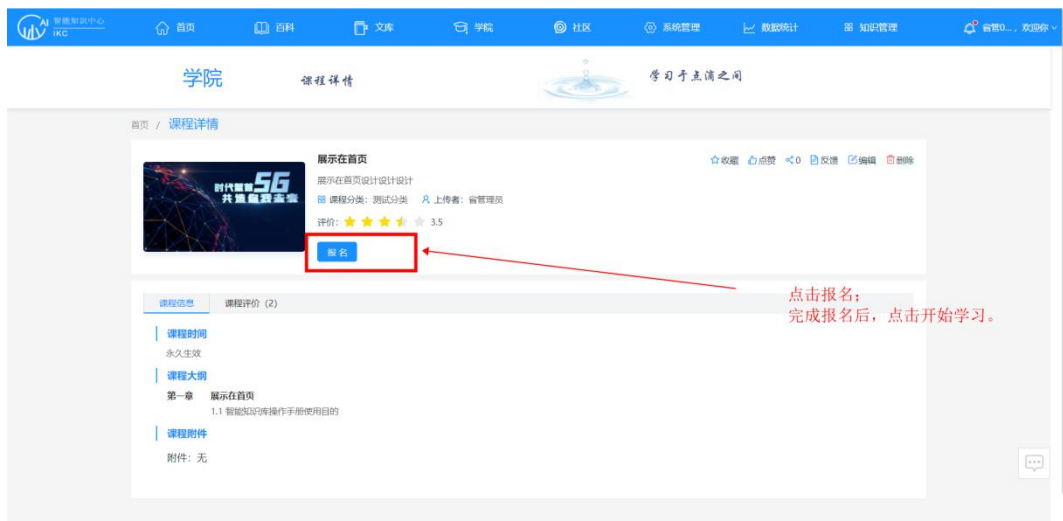 AI 智能知识中心
IKC
首页 百科 文库 学院 社区 系统管理 数据统计 知识管理 省管0..., 欢迎你
学院 课程详情 学习于点滴之间
首页 / 课程详情
展示在首页
收藏 点赞 0 反馈 编辑 删除
展示在首页设计设计设计
课程分类：测试分类 上传者：省管理员
评价： 3.5
报 名
点击报名；
完成报名后，点击开始学习。
课程信息 课程评价 (2)
课程时间
永久生效
课程大纲
第一章 展示在首页
1.1 智能知识库操作手册使用目的
课程附件
附件：无